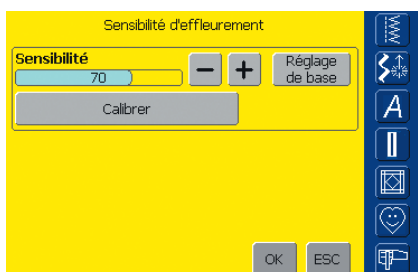 Sensibilité d'effleurement
Sensibilité
70
− +
Réglage
de base
Calibrer
A
OK ESC